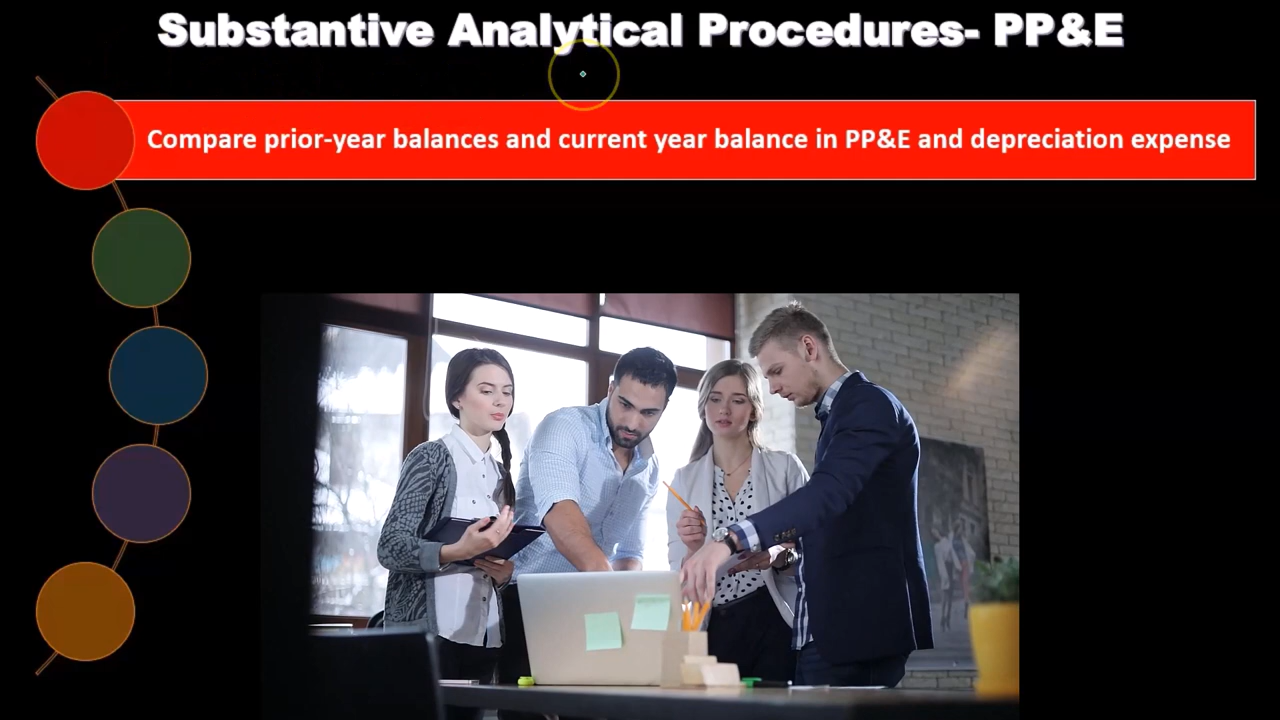 Substantive Analytical Procedures- PP&E
Compare prior-year balances and current year balance in PP&E and depreciation expense